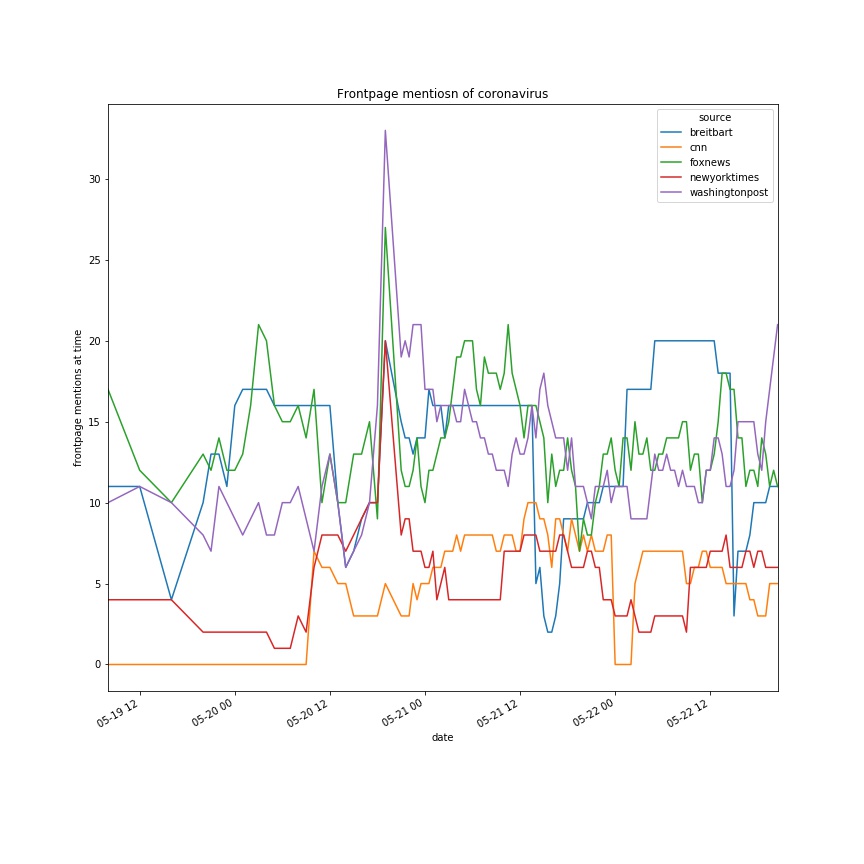 Frontpage mentiosn of coronavirus
source
breitbart
cnn
foxnews
newyorktimes
washingtonpost
frontpage mentions at time
30
25
20
15
10
5
0
05-19 12
05-20 00
05-20 12
05-21 00
05-21 12
05-22 00
05-22 12
date